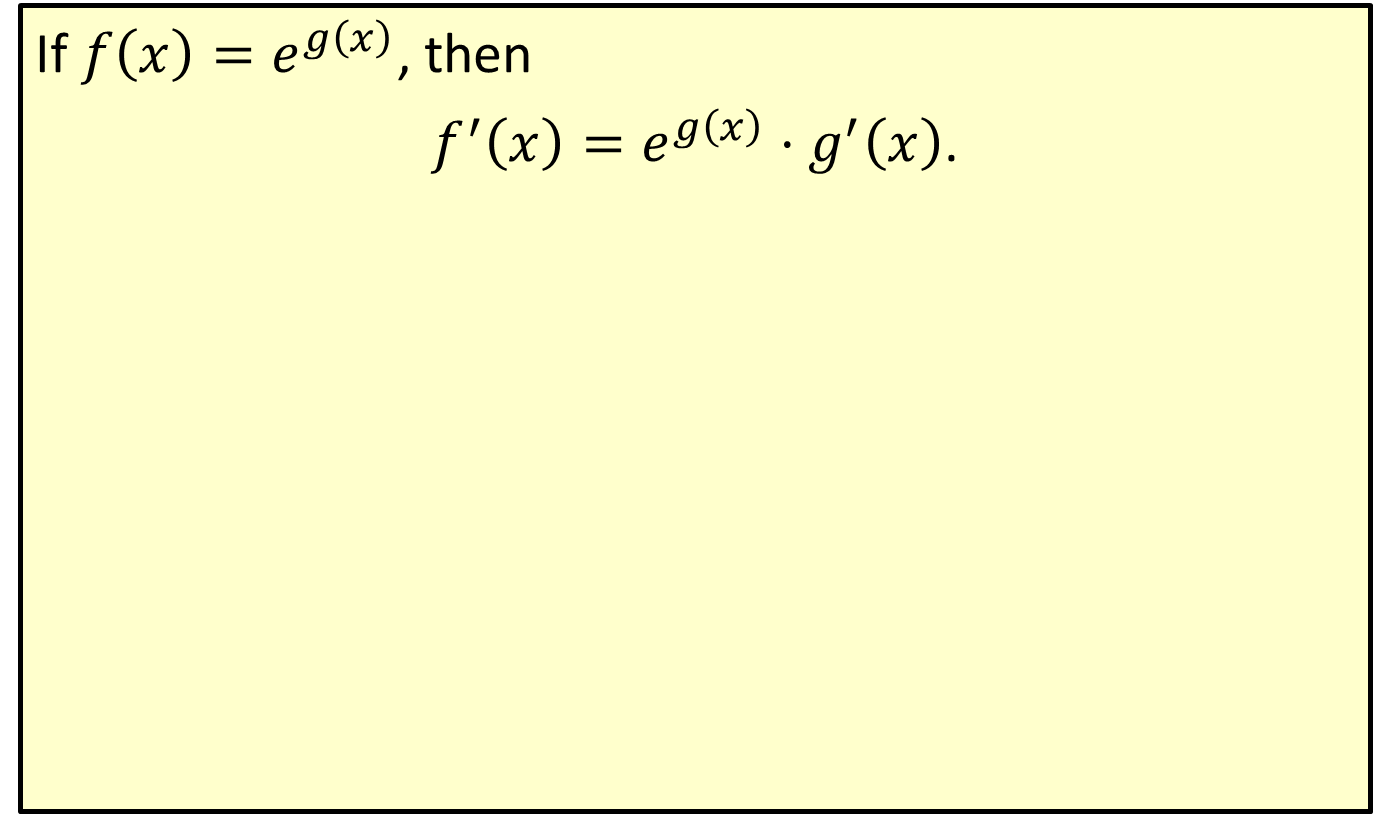 If 𝑓(𝑥) = 𝑒^{𝑔(𝑥)}, then
𝑓′(𝑥) = 𝑒^{𝑔(𝑥)} · 𝑔′(𝑥).